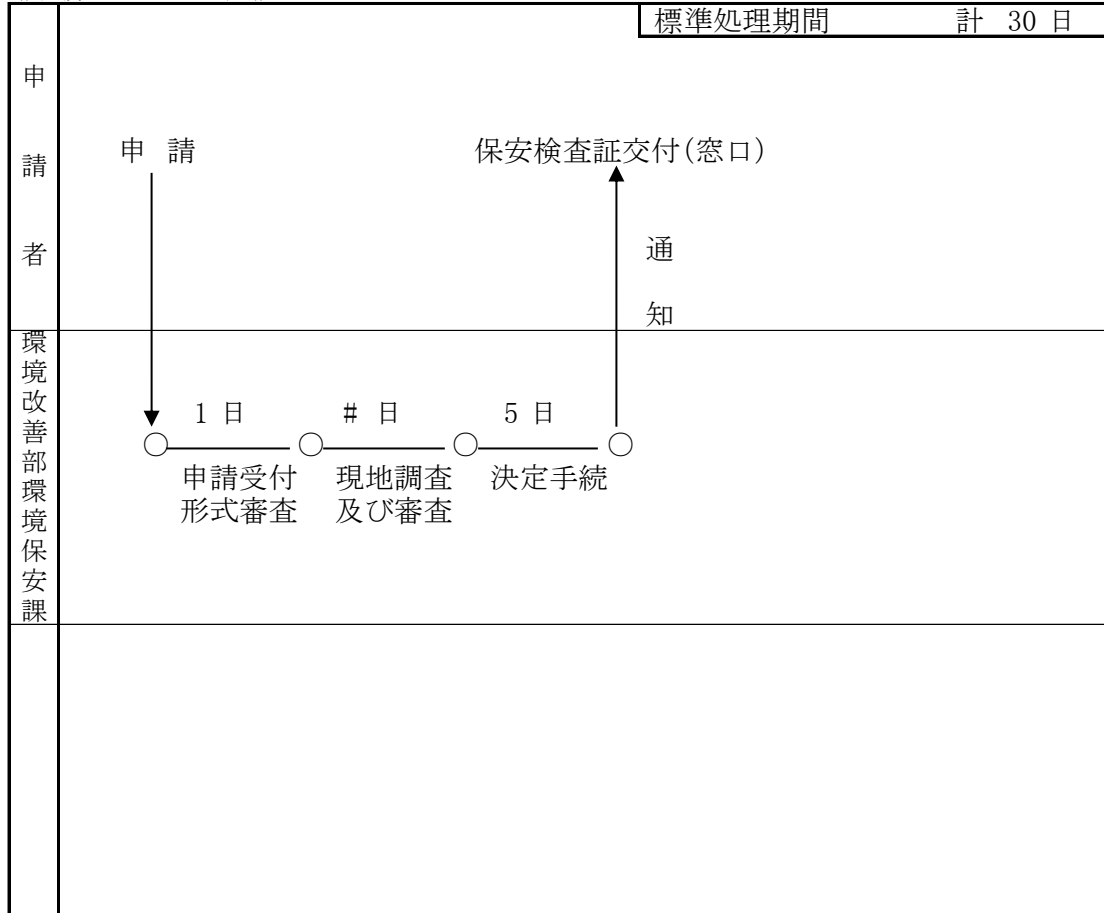 標準処理期間 計 30 日
申請者
申 請
保安検査証交付(窓口)
通知
環境改善部環境保安課
1 日 # 日 5 日
申請受付 現地調査 決定手続
形式審査 及び審査